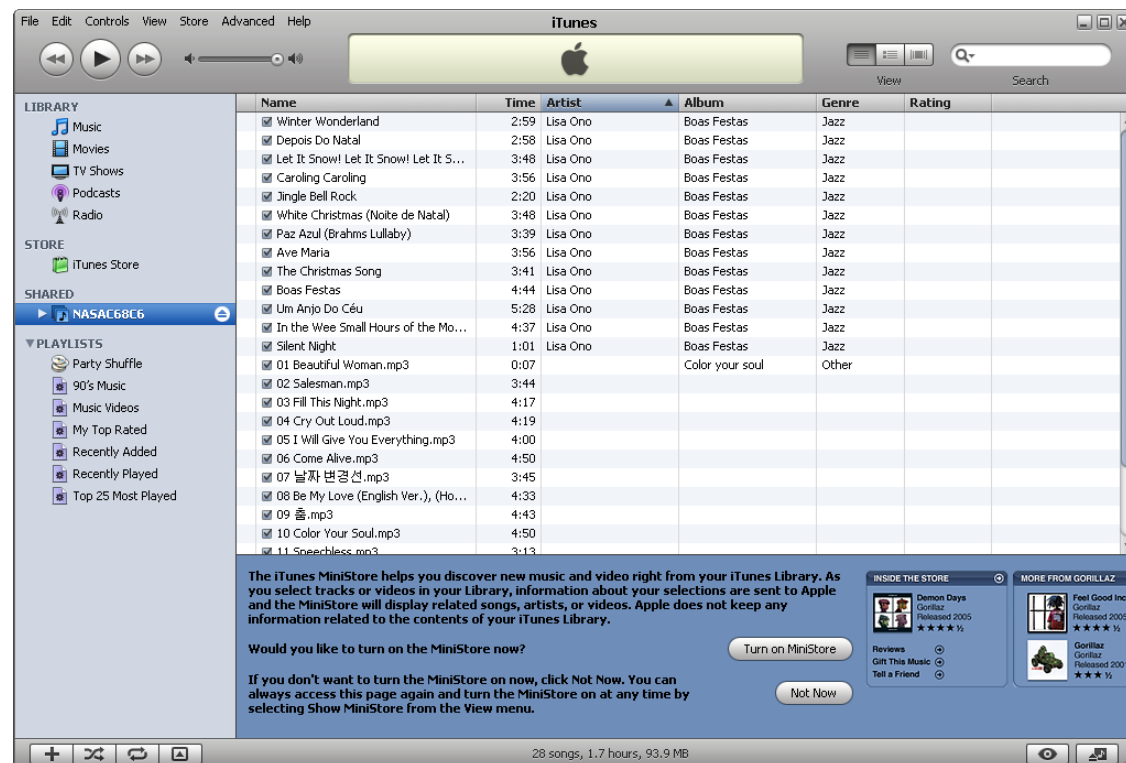 File Edit Controls View Store Advanced Help
iTunes
View
Search
LIBRARY
Music
Movies
TV Shows
Podcasts
Radio
STORE
iTunes Store
SHARED
NASAC68C6
PLAYLISTS
Party Shuffle
90's Music
Music Videos
My Top Rated
Recently Added
Recently Played
Top 25 Most Played
Name Time Artist Album Genre Rating
Winter Wonderland 2:59 Lisa Ono Boas Festas Jazz
Depois Do Natal 2:58 Lisa Ono Boas Festas Jazz
Let It Snow! Let It Snow! Let It S... 3:48 Lisa Ono Boas Festas Jazz
Caroling Caroling 3:56 Lisa Ono Boas Festas Jazz
Jingle Bell Rock 2:20 Lisa Ono Boas Festas Jazz
White Christmas (Noite de Natal) 3:48 Lisa Ono Boas Festas Jazz
Paz Azul (Brahms Lullaby) 3:39 Lisa Ono Boas Festas Jazz
Ave Maria 3:56 Lisa Ono Boas Festas Jazz
The Christmas Song 3:41 Lisa Ono Boas Festas Jazz
Boas Festas 4:44 Lisa Ono Boas Festas Jazz
Um Anjo Do Céu 5:28 Lisa Ono Boas Festas Jazz
In the Wee Small Hours of the Mo... 4:37 Lisa Ono Boas Festas Jazz
Silent Night 1:01 Lisa Ono Boas Festas Jazz
01 Beautiful Woman.mp3 0:07 Color your soul Other
02 Salesman.mp3 3:44
03 Fill This Night.mp3 4:17
04 Cry Out Loud.mp3 4:19
05 I Will Give You Everything.mp3 4:00
06 Come Alive.mp3 4:50
07 날짜 변경선.mp3 3:45
08 Be My Love (English Ver.), (Ho... 4:33
09 춤.mp3 4:43
10 Color Your Soul.mp3 4:50
11 Speechless.mp3 3:13
The iTunes MiniStore helps you discover new music and video right from your iTunes Library. As
you select tracks or videos in your Library, information about your selections are sent to Apple
and the MiniStore will display related songs, artists, or videos. Apple does not keep any
information related to the contents of your iTunes Library.
Would you like to turn on the MiniStore now?
Turn on MiniStore
If you don't want to turn the MiniStore on now, click Not Now. You can
always access this page again and turn the MiniStore on at any time by
selecting Show MiniStore from the View menu.
Not Now
INSIDE THE STORE
Demon Days
Gorillaz
Released 2005
Reviews
Gift This Music
Tell a Friend
MORE FROM GORILLAZ
Feel Good Inc
Gorillaz
Released 2005
Gorillaz
Gorillaz
Released 200
28 songs, 1.7 hours, 93.9 MB